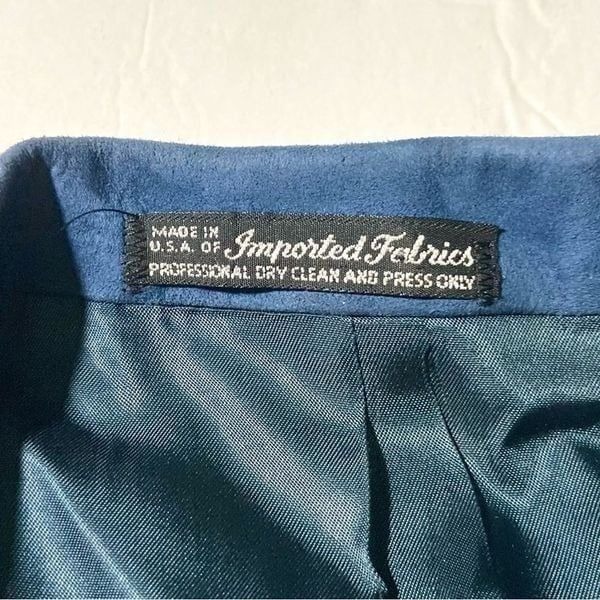 MADE IN
U.S.A. OF Imported Fabrics
PROFESSIONAL DRY CLEAN AND PRESS ONLY